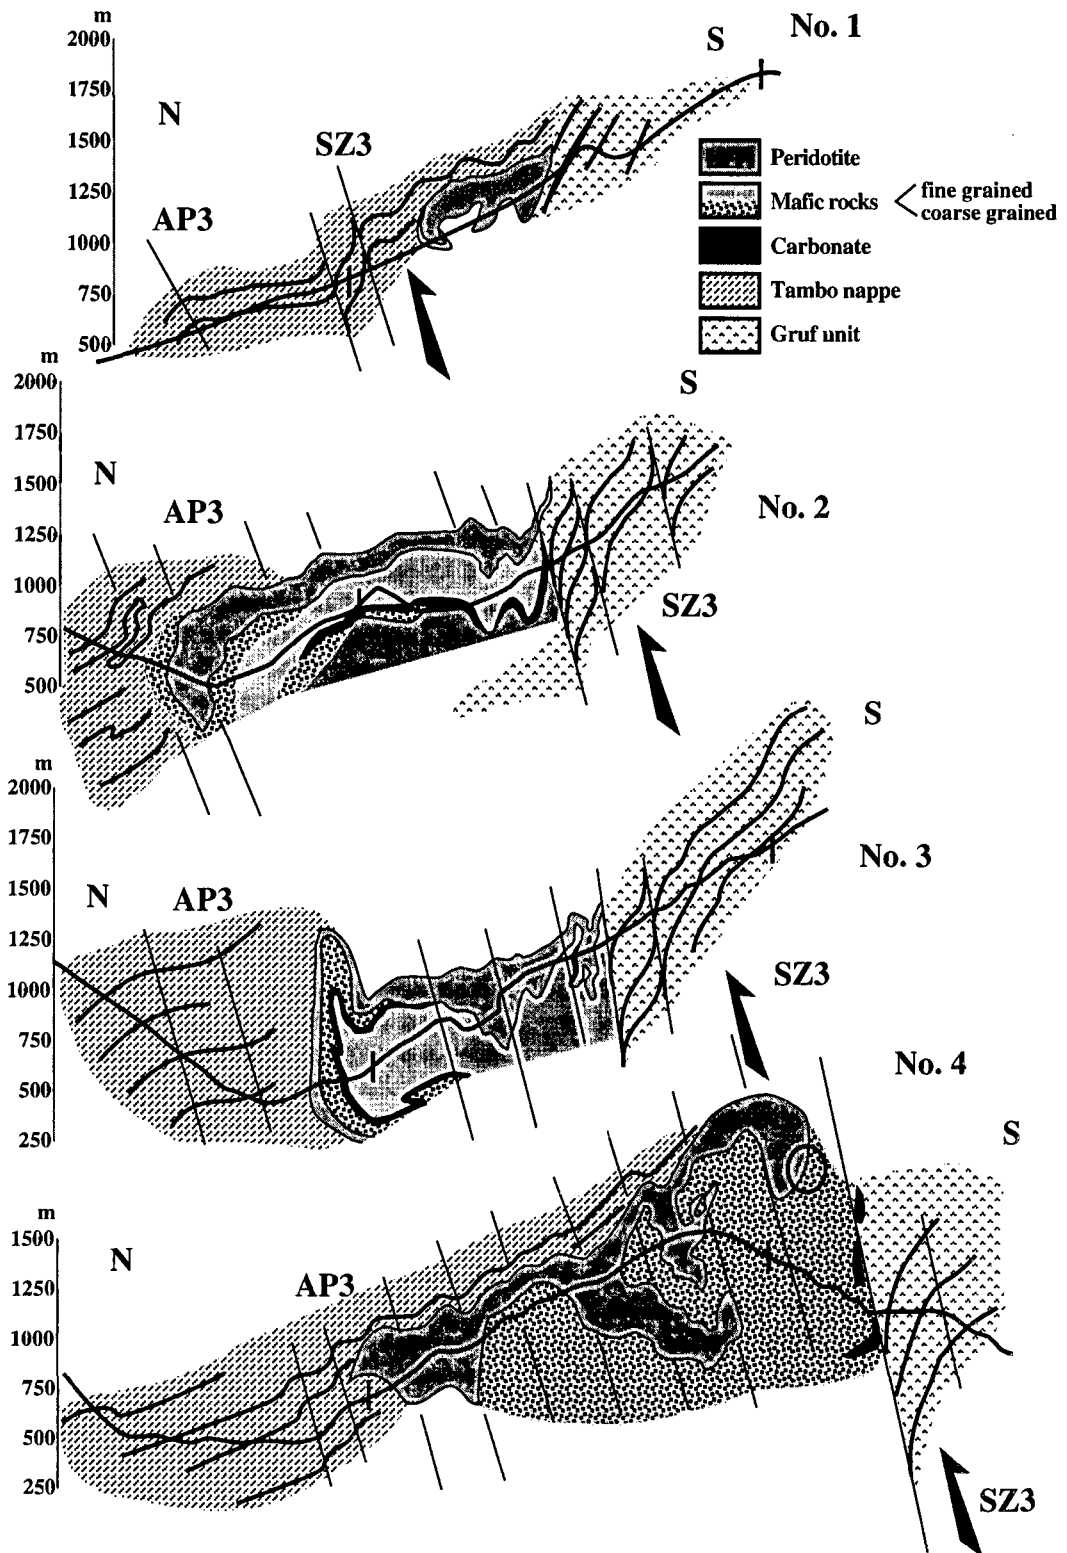 No. 1
m
2000
1750
1500
1250
1000
750
500
N
S
SZ3
AP3
Peridotite
Mafic rocks
fine grained
coarse grained
Carbonate
Tambo nappe
Gruf unit
m
2000
1750
1500
1250
1000
750
500
N
S
AP3
No. 2
SZ3
m
2000
1750
1500
1250
1000
750
500
250
N
S
AP3
No. 3
SZ3
No. 4
m
1500
1250
1000
750
500
250
N
S
AP3
SZ3